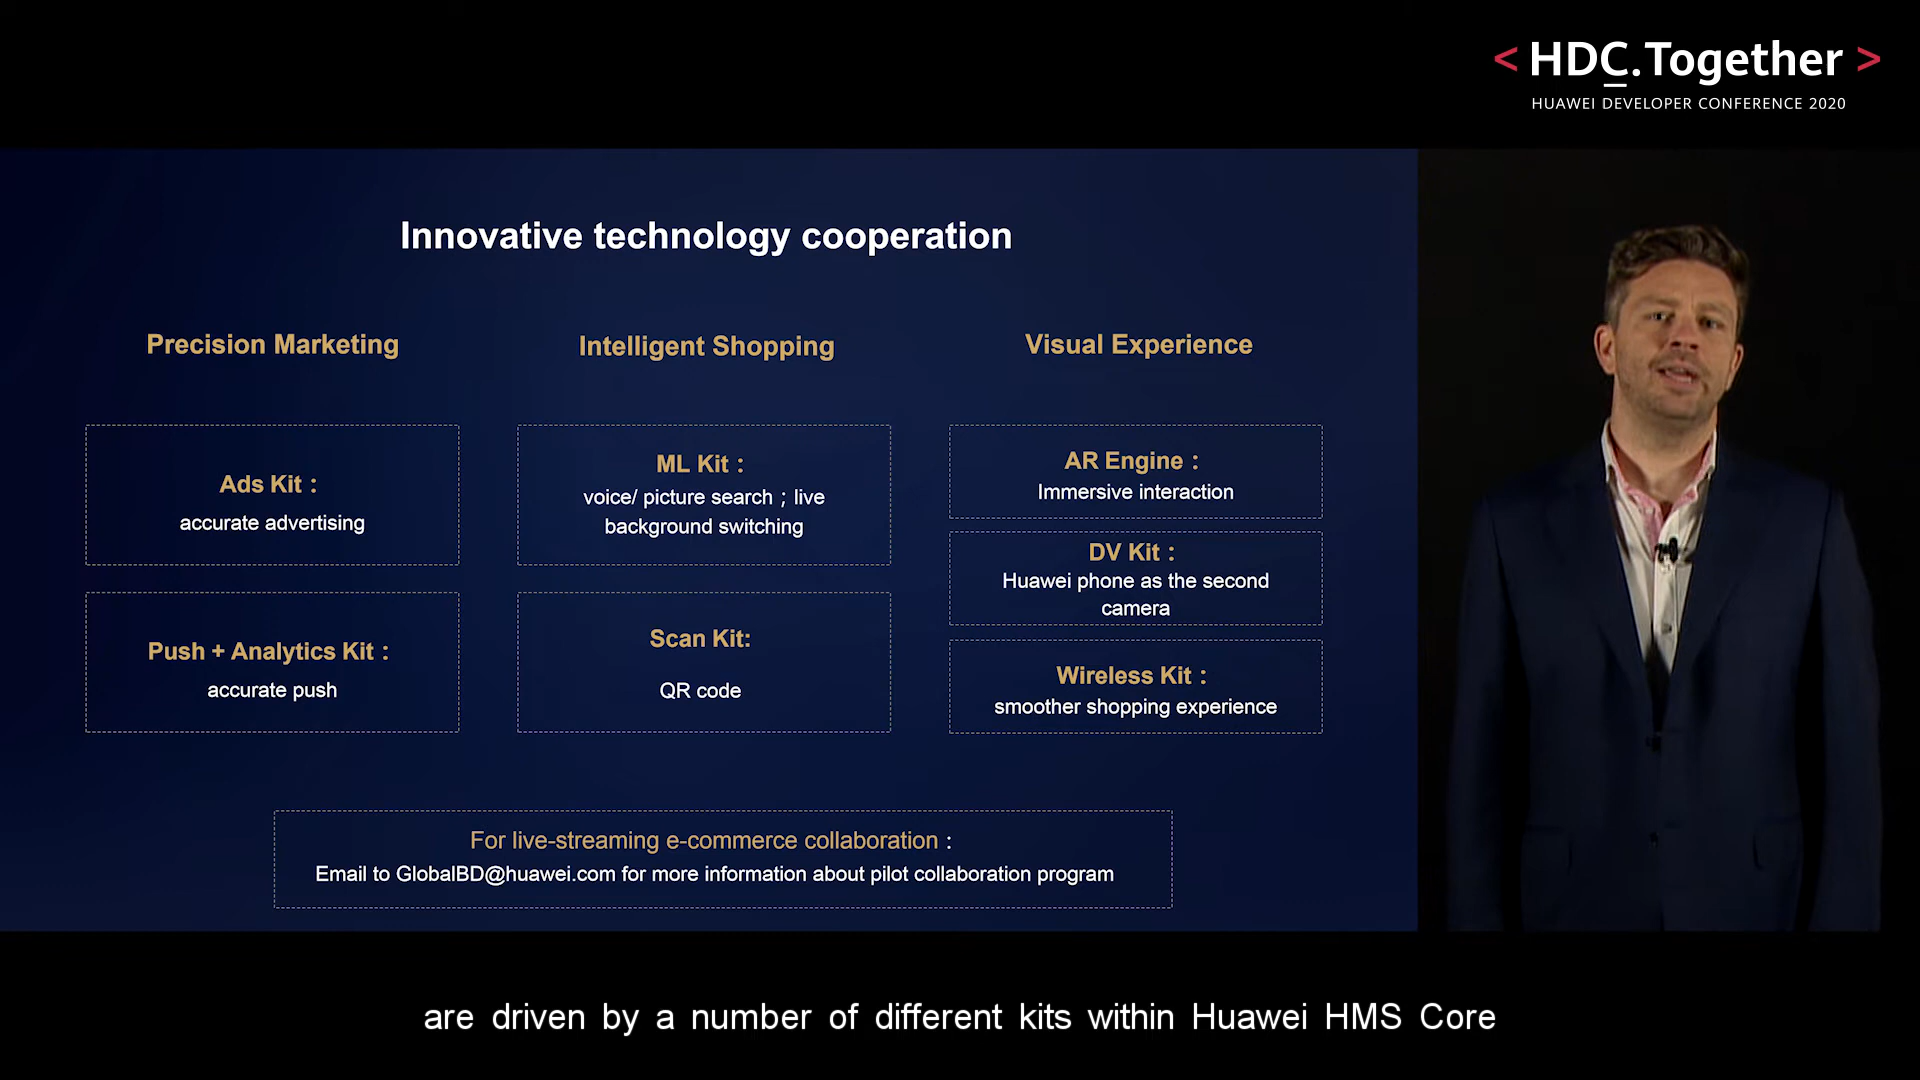 < HDC.Together >
HUAWEI DEVELOPER CONFERENCE 2020
Innovative technology cooperation
Precision Marketing
Ads Kit：
accurate advertising
Push + Analytics Kit：
accurate push
Intelligent Shopping
ML Kit：
voice/ picture search；live
background switching
Scan Kit:
QR code
Visual Experience
AR Engine：
Immersive interaction
DV Kit：
Huawei phone as the second
camera
Wireless Kit：
smoother shopping experience
For live-streaming e-commerce collaboration：
Email to GlobalBD@huawei.com for more information about pilot collaboration program
are driven by a number of different kits within Huawei HMS Core